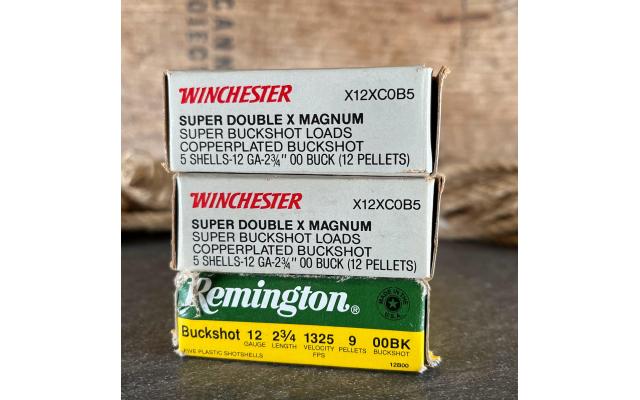 CANN
OJEC
WINCHESTER X12XC0B5
SUPER DOUBLE X MAGNUM
SUPER BUCKSHOT LOADS
COPPERPLATED BUCKSHOT
5 SHELLS-12 GA-2¾" 00 BUCK (12 PELLETS)
WINCHESTER X12XC0B5
SUPER DOUBLE X MAGNUM
SUPER BUCKSHOT LOADS
COPPERPLATED BUCKSHOT
5 SHELLS-12 GA-2¾" 00 BUCK (12 PELLETS)
Remington® MADE IN THE U.S.A.
Buckshot 12 2¾ 1325 9 00BK
GAUGE LENGTH VELOCITY PELLETS BUCKSHOT
FPS
FIVE PLASTIC SHOTSHELLS 12B00